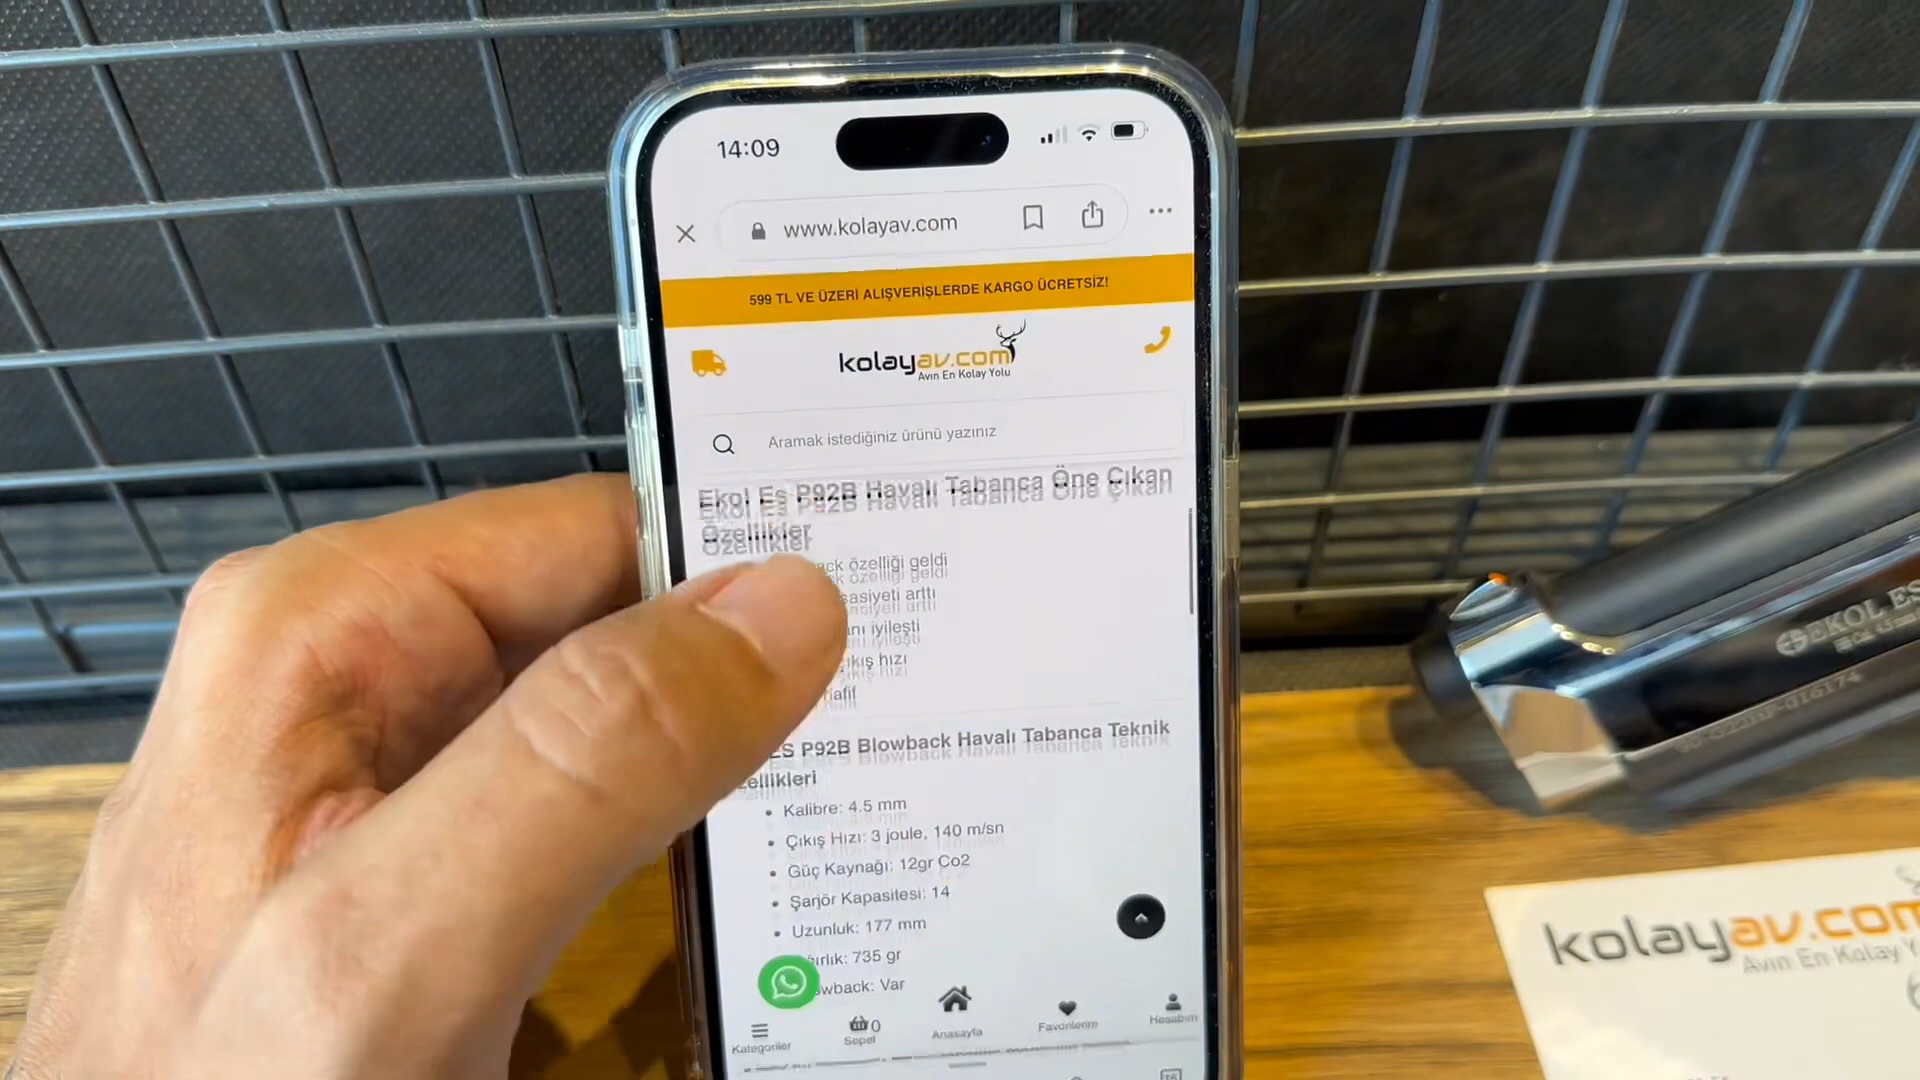 14:09
www.kolayav.com
599 TL VE ÜZERİ ALIŞVERİŞLERDE KARGO ÜCRETSİZ!
kolayav.com
Avın En Kolay Yolu
Aramak istediğiniz ürünü yazınız
Ekol Es P92B Havalı Tabanca Öne Çıkan
Özellikler
özelliği geldi
arttı
iyileşti
hızı
ES P92B Blowback Havalı Tabanca Teknik
Kalibre: 4.5 mm
Çıkış Hızı: 3 joule, 140 m/sn
Güç Kaynağı: 12gr Co2
Şarjör Kapasitesi: 14
Uzunluk: 177 mm
735 gr
Var
Kategoriler
0
Sepet
Anasayfa
Favorilerim
Hesabım
EKOL ES
kolayav.com
Avın En Kolay